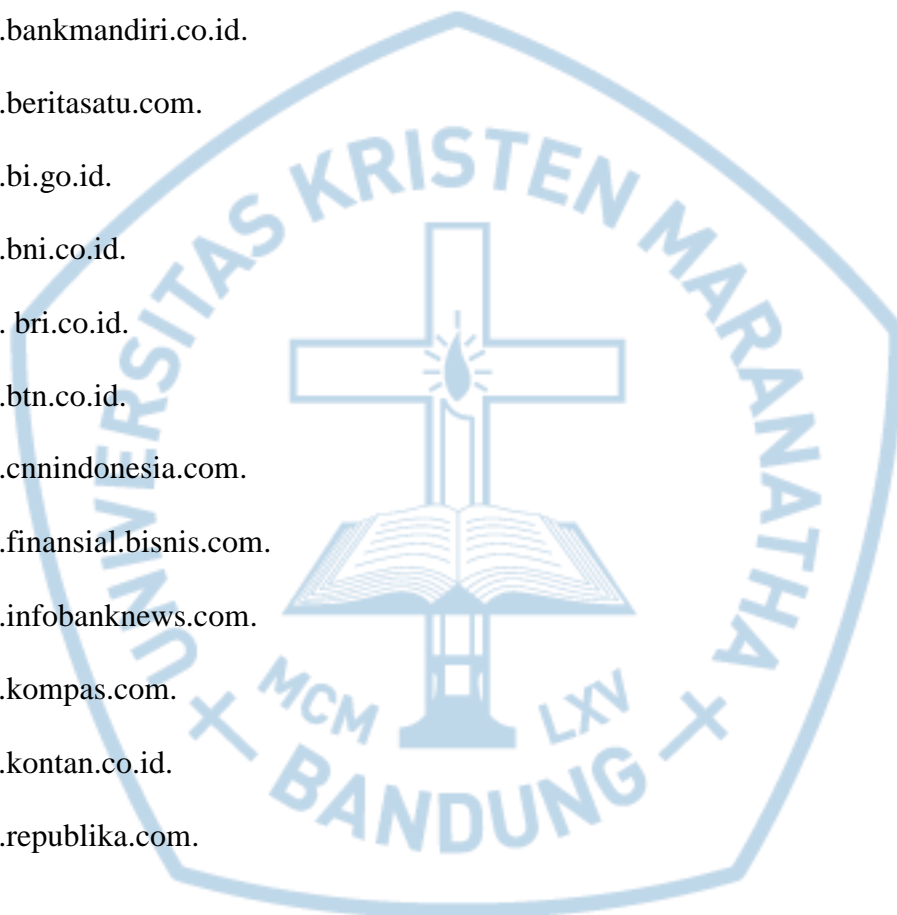 .bankmandiri.co.id.
.beritasatu.com.
.bi.go.id.
.bni.co.id.
. bri.co.id.
.btn.co.id.
.cnnindonesia.com.
.finansial.bisnis.com.
.infobanknews.com.
.kompas.com.
.kontan.co.id.
.republika.com.
UNIVERSITAS KRISTEN MARANATHA
MCM LXV
BANDUNG